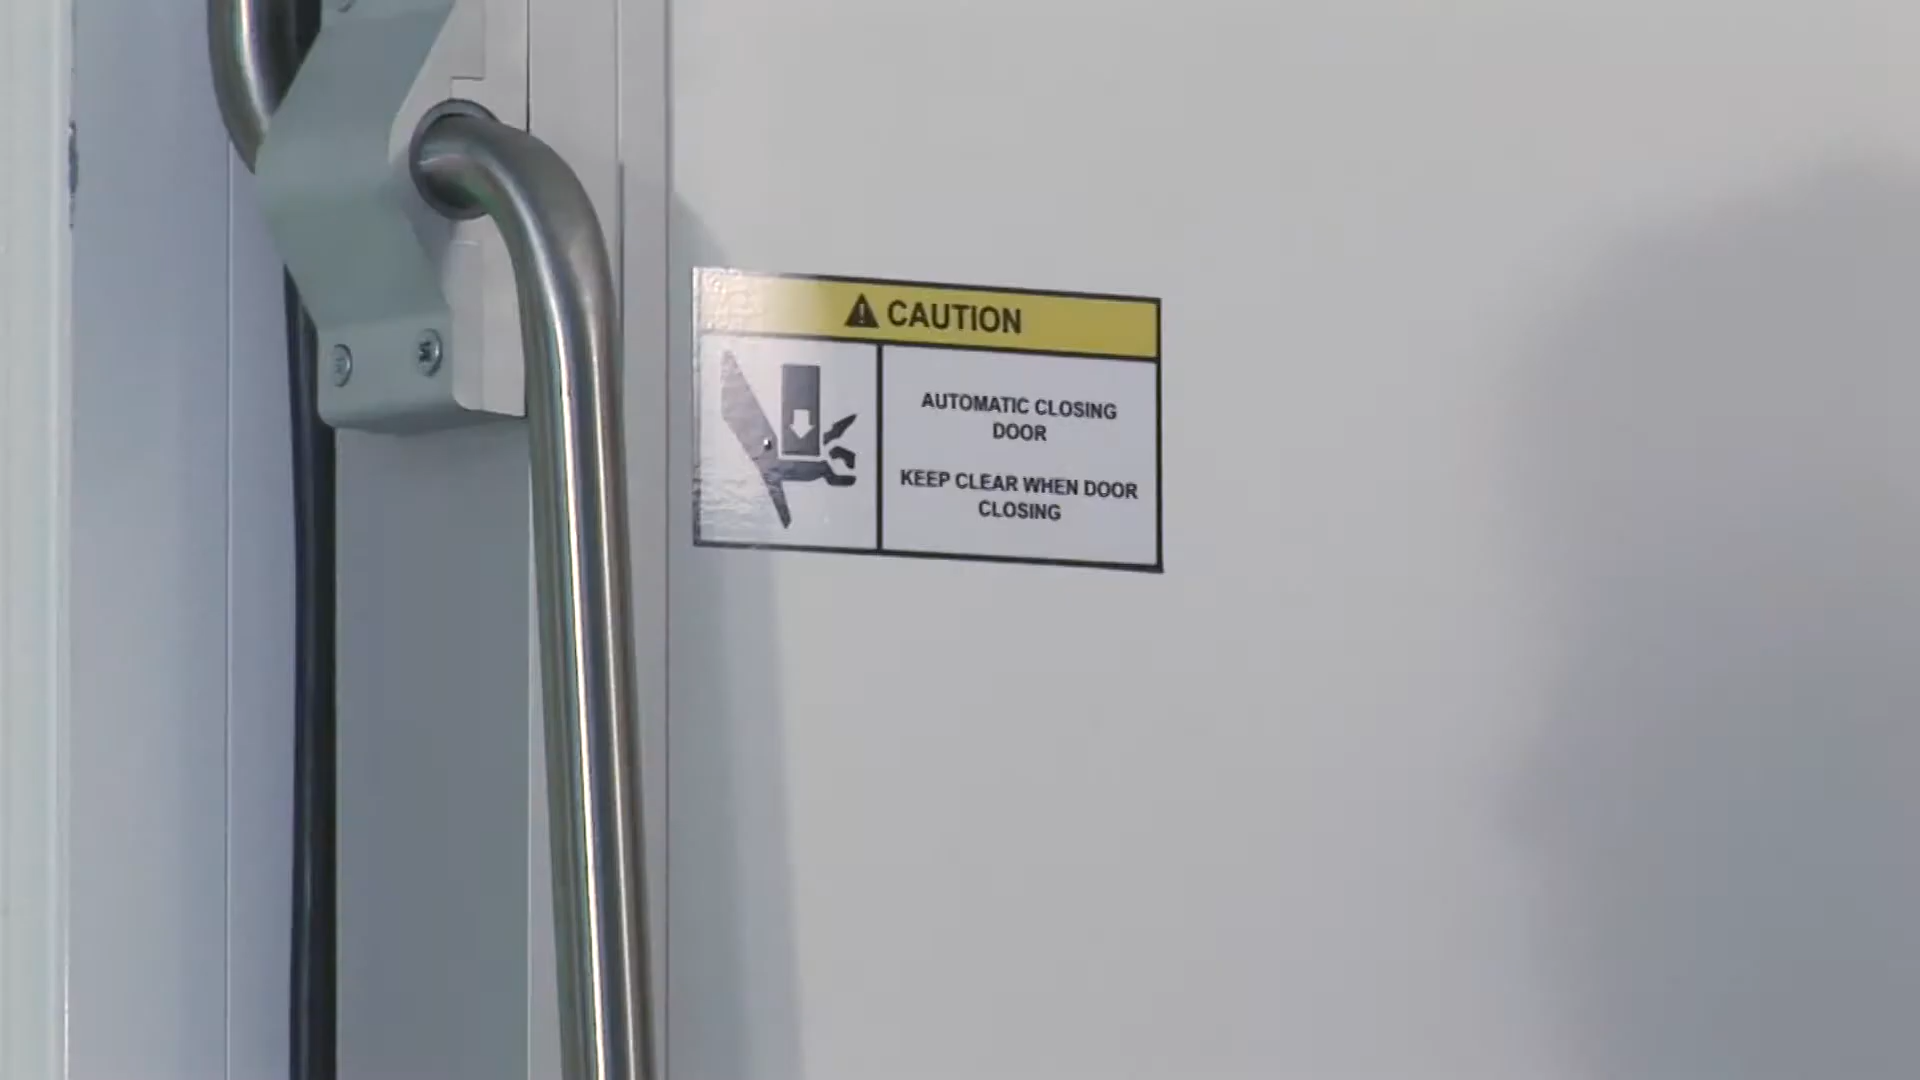 CAUTION
AUTOMATIC CLOSING
DOOR
KEEP CLEAR WHEN DOOR
CLOSING